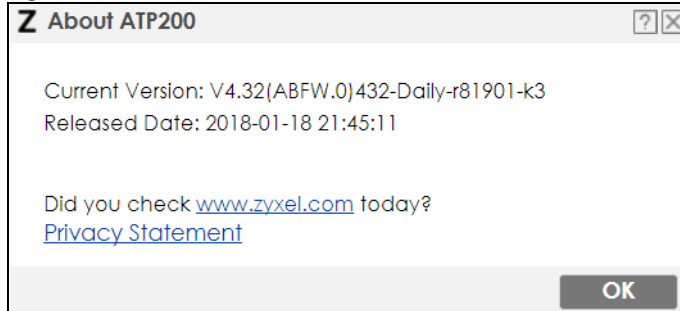 Z About ATP200 ? X
Current Version: V4.32(ABFW.0)432-Daily-r81901-k3
Released Date: 2018-01-18 21:45:11
Did you check www.zyxel.com today?
Privacy Statement
OK